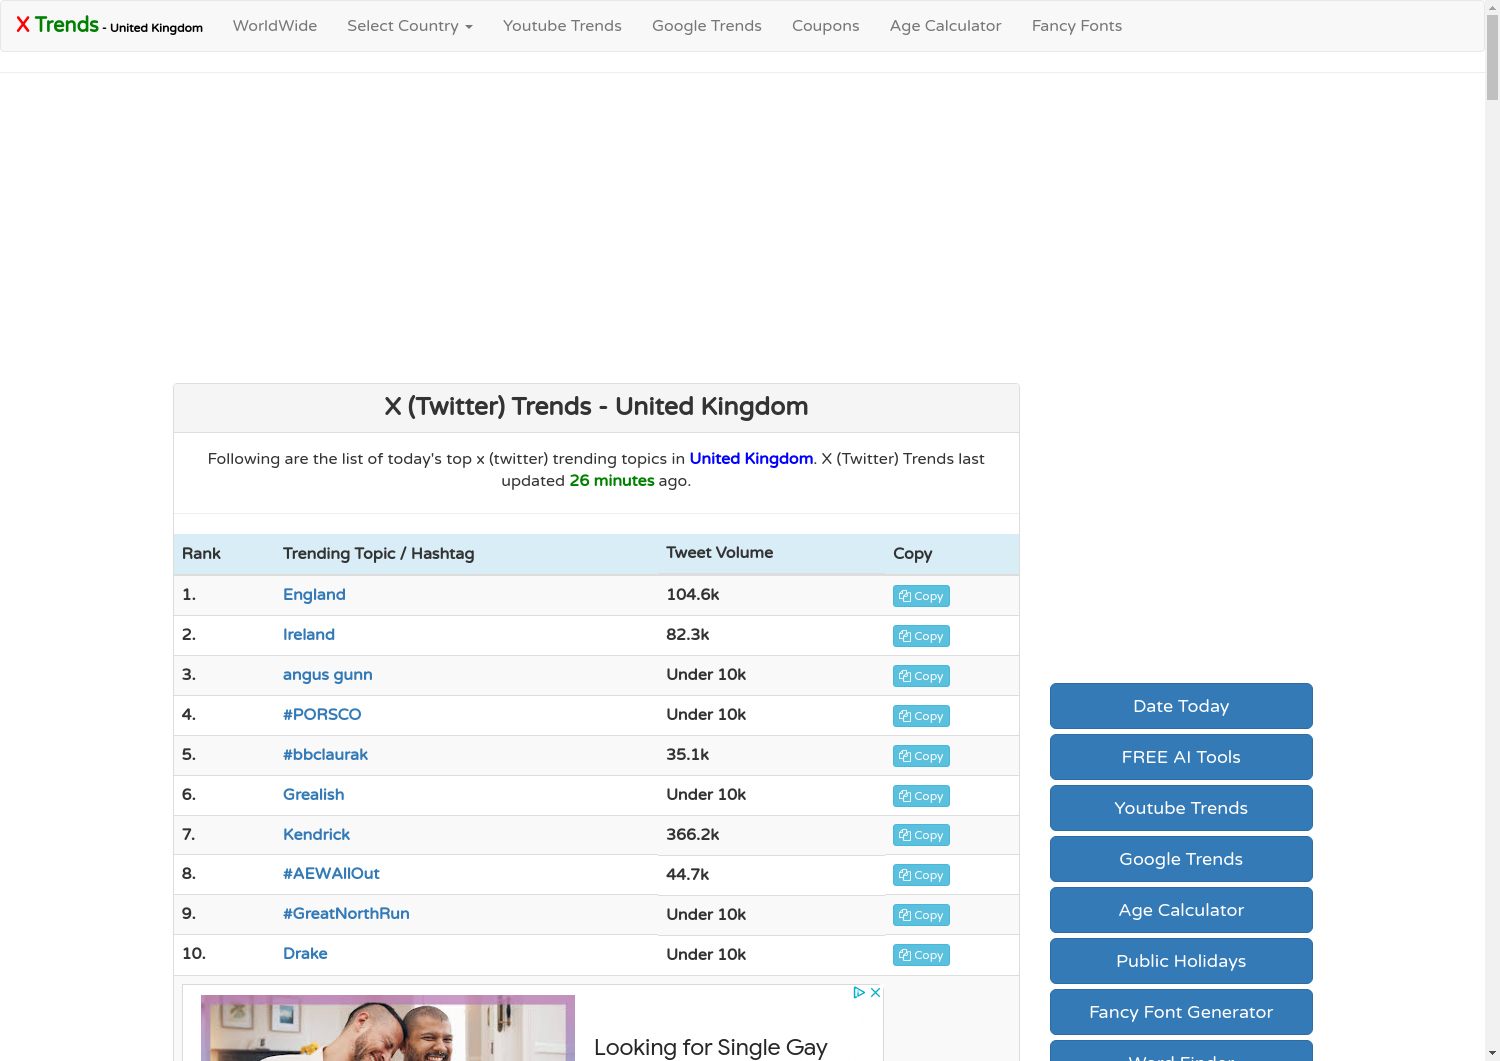 X Trends - United Kingdom WorldWide Select Country Youtube Trends Google Trends Coupons Age Calculator Fancy Fonts
X (Twitter) Trends - United Kingdom
Following are the list of today's top x (twitter) trending topics in United Kingdom. X (Twitter) Trends last
updated 26 minutes ago.
Rank Trending Topic / Hashtag Tweet Volume Copy
1. England 104.6k Copy
2. Ireland 82.3k Copy
3. angus gunn Under 10k Copy
4. #PORSCO Under 10k Copy
5. #bbclaurak 35.1k Copy
6. Grealish Under 10k Copy
7. Kendrick 366.2k Copy
8. #AEWAllOut 44.7k Copy
9. #GreatNorthRun Under 10k Copy
10. Drake Under 10k Copy
Looking for Single Gay
Date Today
FREE AI Tools
Youtube Trends
Google Trends
Age Calculator
Public Holidays
Fancy Font Generator
Word Finder